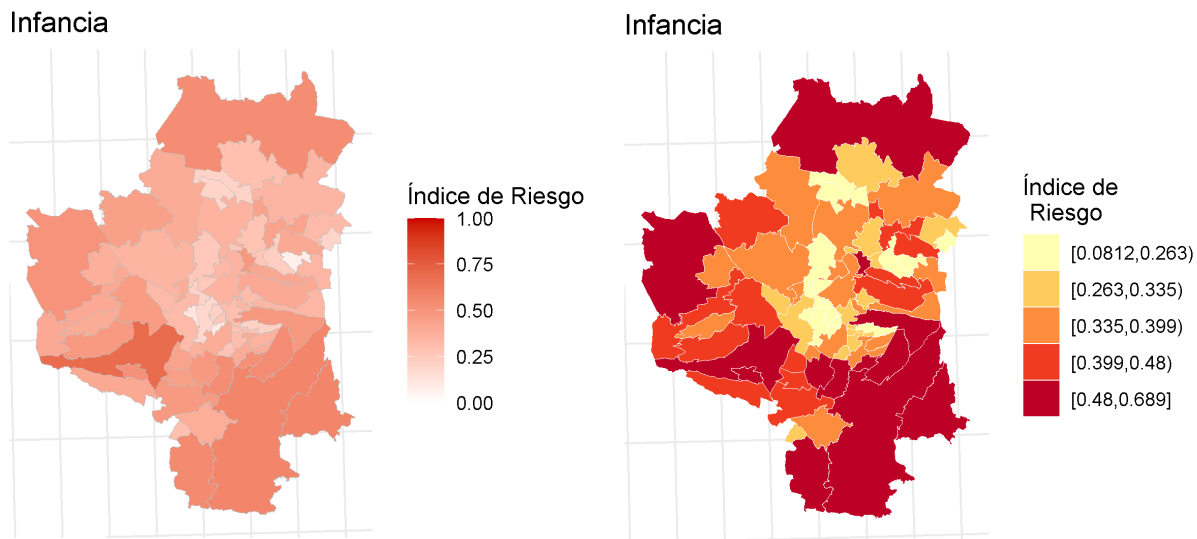 Infancia
Índice de Riesgo
1.00
0.75
0.50
0.25
0.00
Infancia
Índice de
Riesgo
[0.0812,0.263)
[0.263,0.335)
[0.335,0.399)
[0.399,0.48)
[0.48,0.689]